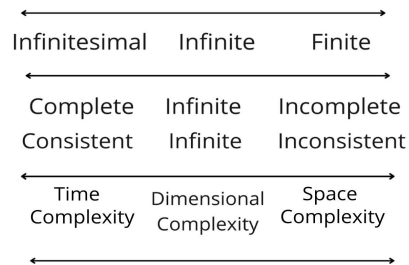 Infinitesimal Infinite Finite
Complete Infinite Incomplete
Consistent Infinite Inconsistent
Time Dimensional Space
Complexity Complexity Complexity